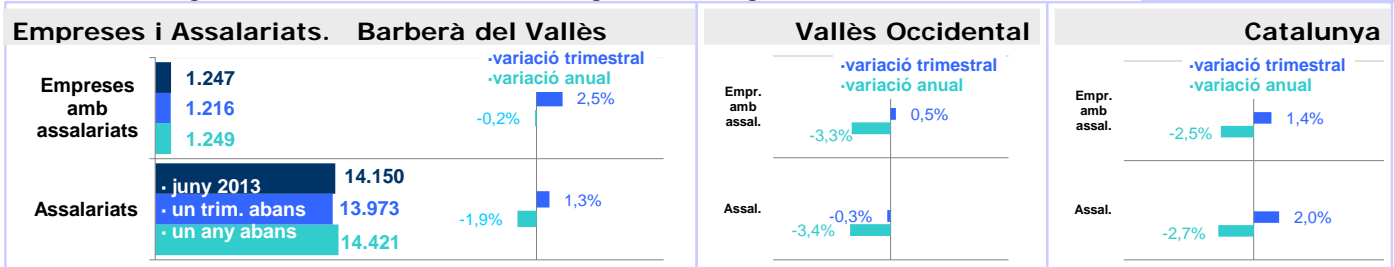 Empreses i Assalariats. Barberà del Vallès
·variació trimestral
·variació anual
Empreses
amb
assalariats
1.247
1.216
1.249
2,5%
-0,2%
Assalariats
· juny 2013
· un trim. abans
· un any abans
14.150
13.973
14.421
1,3%
-1,9%
Vallès Occidental
·variació trimestral
·variació anual
Empr.
amb
assal.
0,5%
-3,3%
Assal.
-0,3%
-3,4%
Catalunya
·variació trimestral
·variació anual
Empr.
amb
assal.
1,4%
-2,5%
Assal.
2,0%
-2,7%